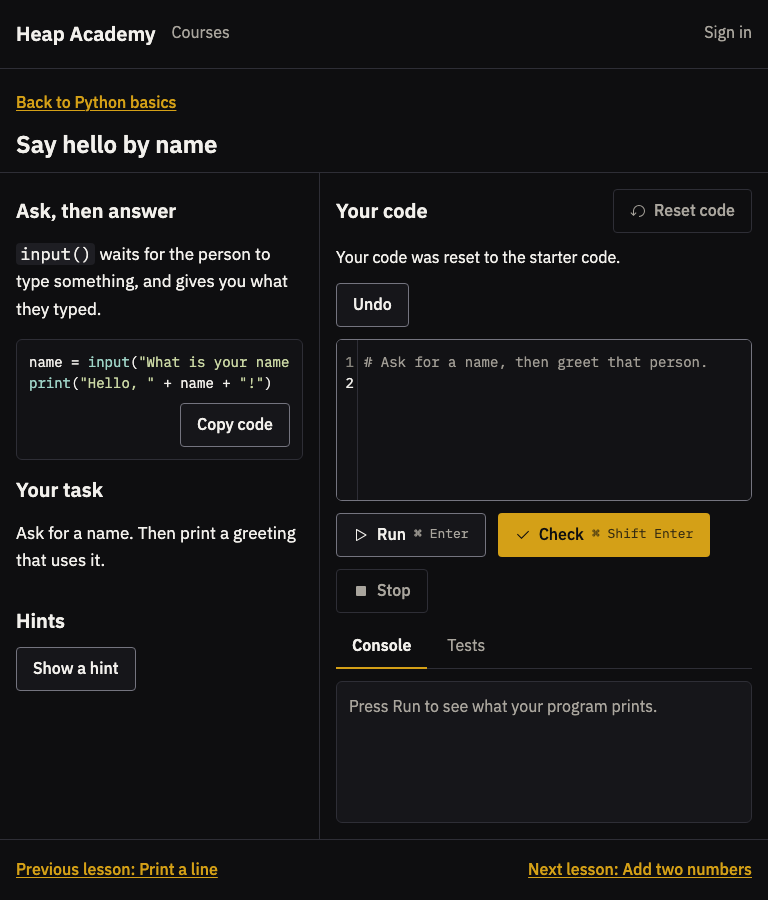 Heap Academy Courses Sign in
Back to Python basics
Say hello by name
Ask, then answer
input() waits for the person to
type something, and gives you what
they typed.
name = input("What is your name
print("Hello, " + name + "!")
Copy code
Your task
Ask for a name. Then print a greeting
that uses it.
Hints
Show a hint
Your code
Reset code
Your code was reset to the starter code.
Undo
1 # Ask for a name, then greet that person.
2
Run ⌘ Enter
Check ⌘ Shift Enter
Stop
Console Tests
Press Run to see what your program prints.
Previous lesson: Print a line
Next lesson: Add two numbers